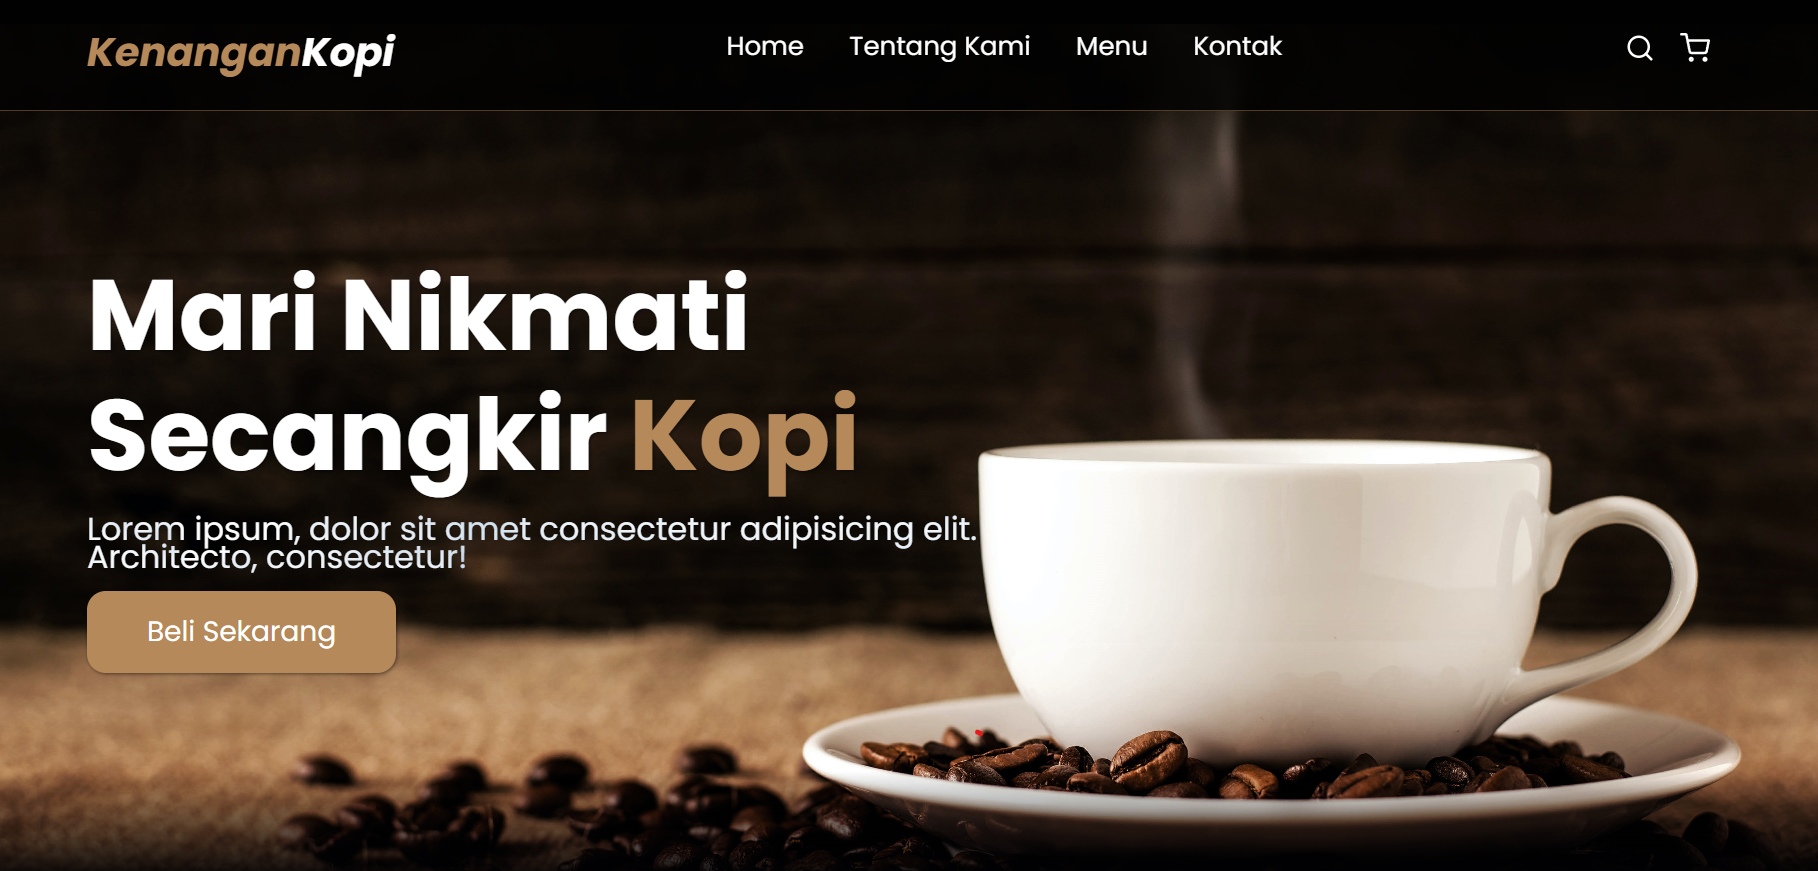 KenanganKopi
Home Tentang Kami Menu Kontak
Mari Nikmati
Secangkir Kopi
Lorem ipsum, dolor sit amet consectetur adipisicing elit.
Architecto, consectetur!
Beli Sekarang